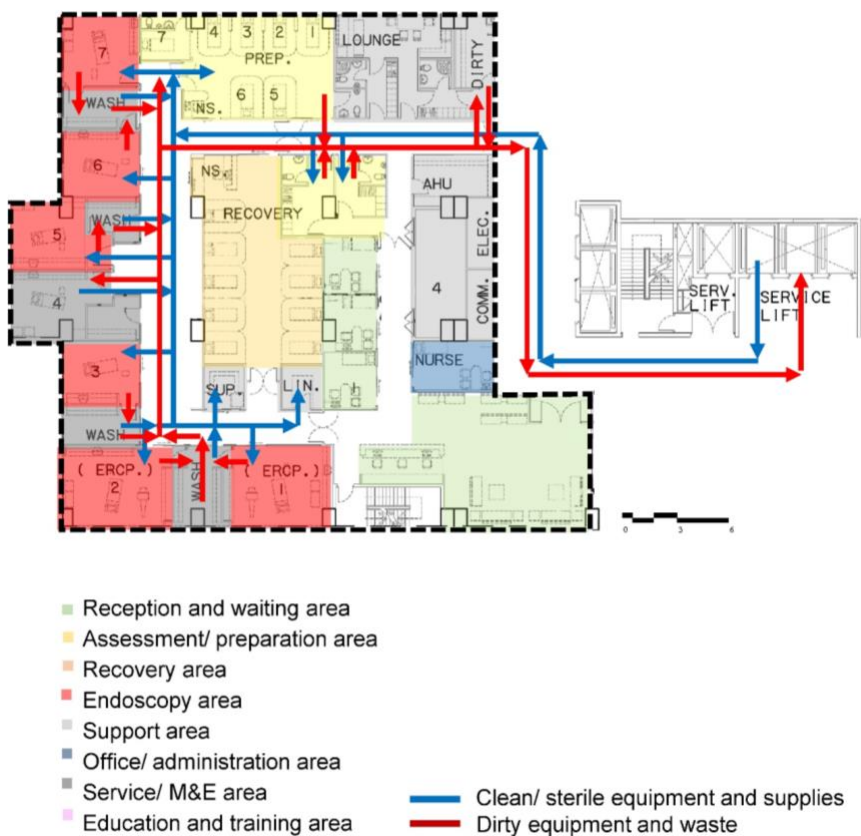 7
7
4
3
2
1
LOUNGE
DIRTY
PREP.
WASH
NS.
6
5
6
NS.
AHU
RECOVERY
WASH
5
ELEC.
4
4
COMM.
SERV.
LIFT
SERVICE
LIFT
3
NURSE
SUP.
LIN.
WASH
( ERCP.)
2
WASH
( ERCP.)
1
0
3
6
Reception and waiting area
Assessment/ preparation area
Recovery area
Endoscopy area
Support area
Office/ administration area
Service/ M&E area
Education and training area
Clean/ sterile equipment and supplies
Dirty equipment and waste